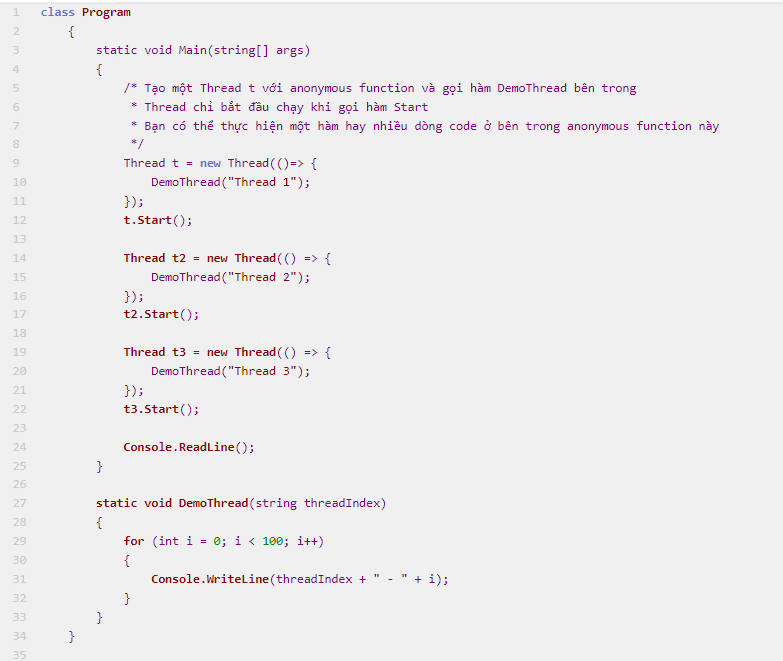 1 class Program
2 {
3 static void Main(string[] args)
4 {
5 /* Tạo một Thread t với anonymous function và gọi hàm DemoThread bên trong
6 * Thread chỉ bắt đầu chạy khi gọi hàm Start
7 * Bạn có thể thực hiện một hàm hay nhiều dòng code ở bên trong anonymous function này
8 */
9 Thread t = new Thread(()=> {
10 DemoThread("Thread 1");
11 });
12 t.Start();
13
14 Thread t2 = new Thread(() => {
15 DemoThread("Thread 2");
16 });
17 t2.Start();
18
19 Thread t3 = new Thread(() => {
20 DemoThread("Thread 3");
21 });
22 t3.Start();
23
24 Console.ReadLine();
25 }
26
27 static void DemoThread(string threadIndex)
28 {
29 for (int i = 0; i < 100; i++)
30 {
31 Console.WriteLine(threadIndex + " - " + i);
32 }
33 }
34 }
35